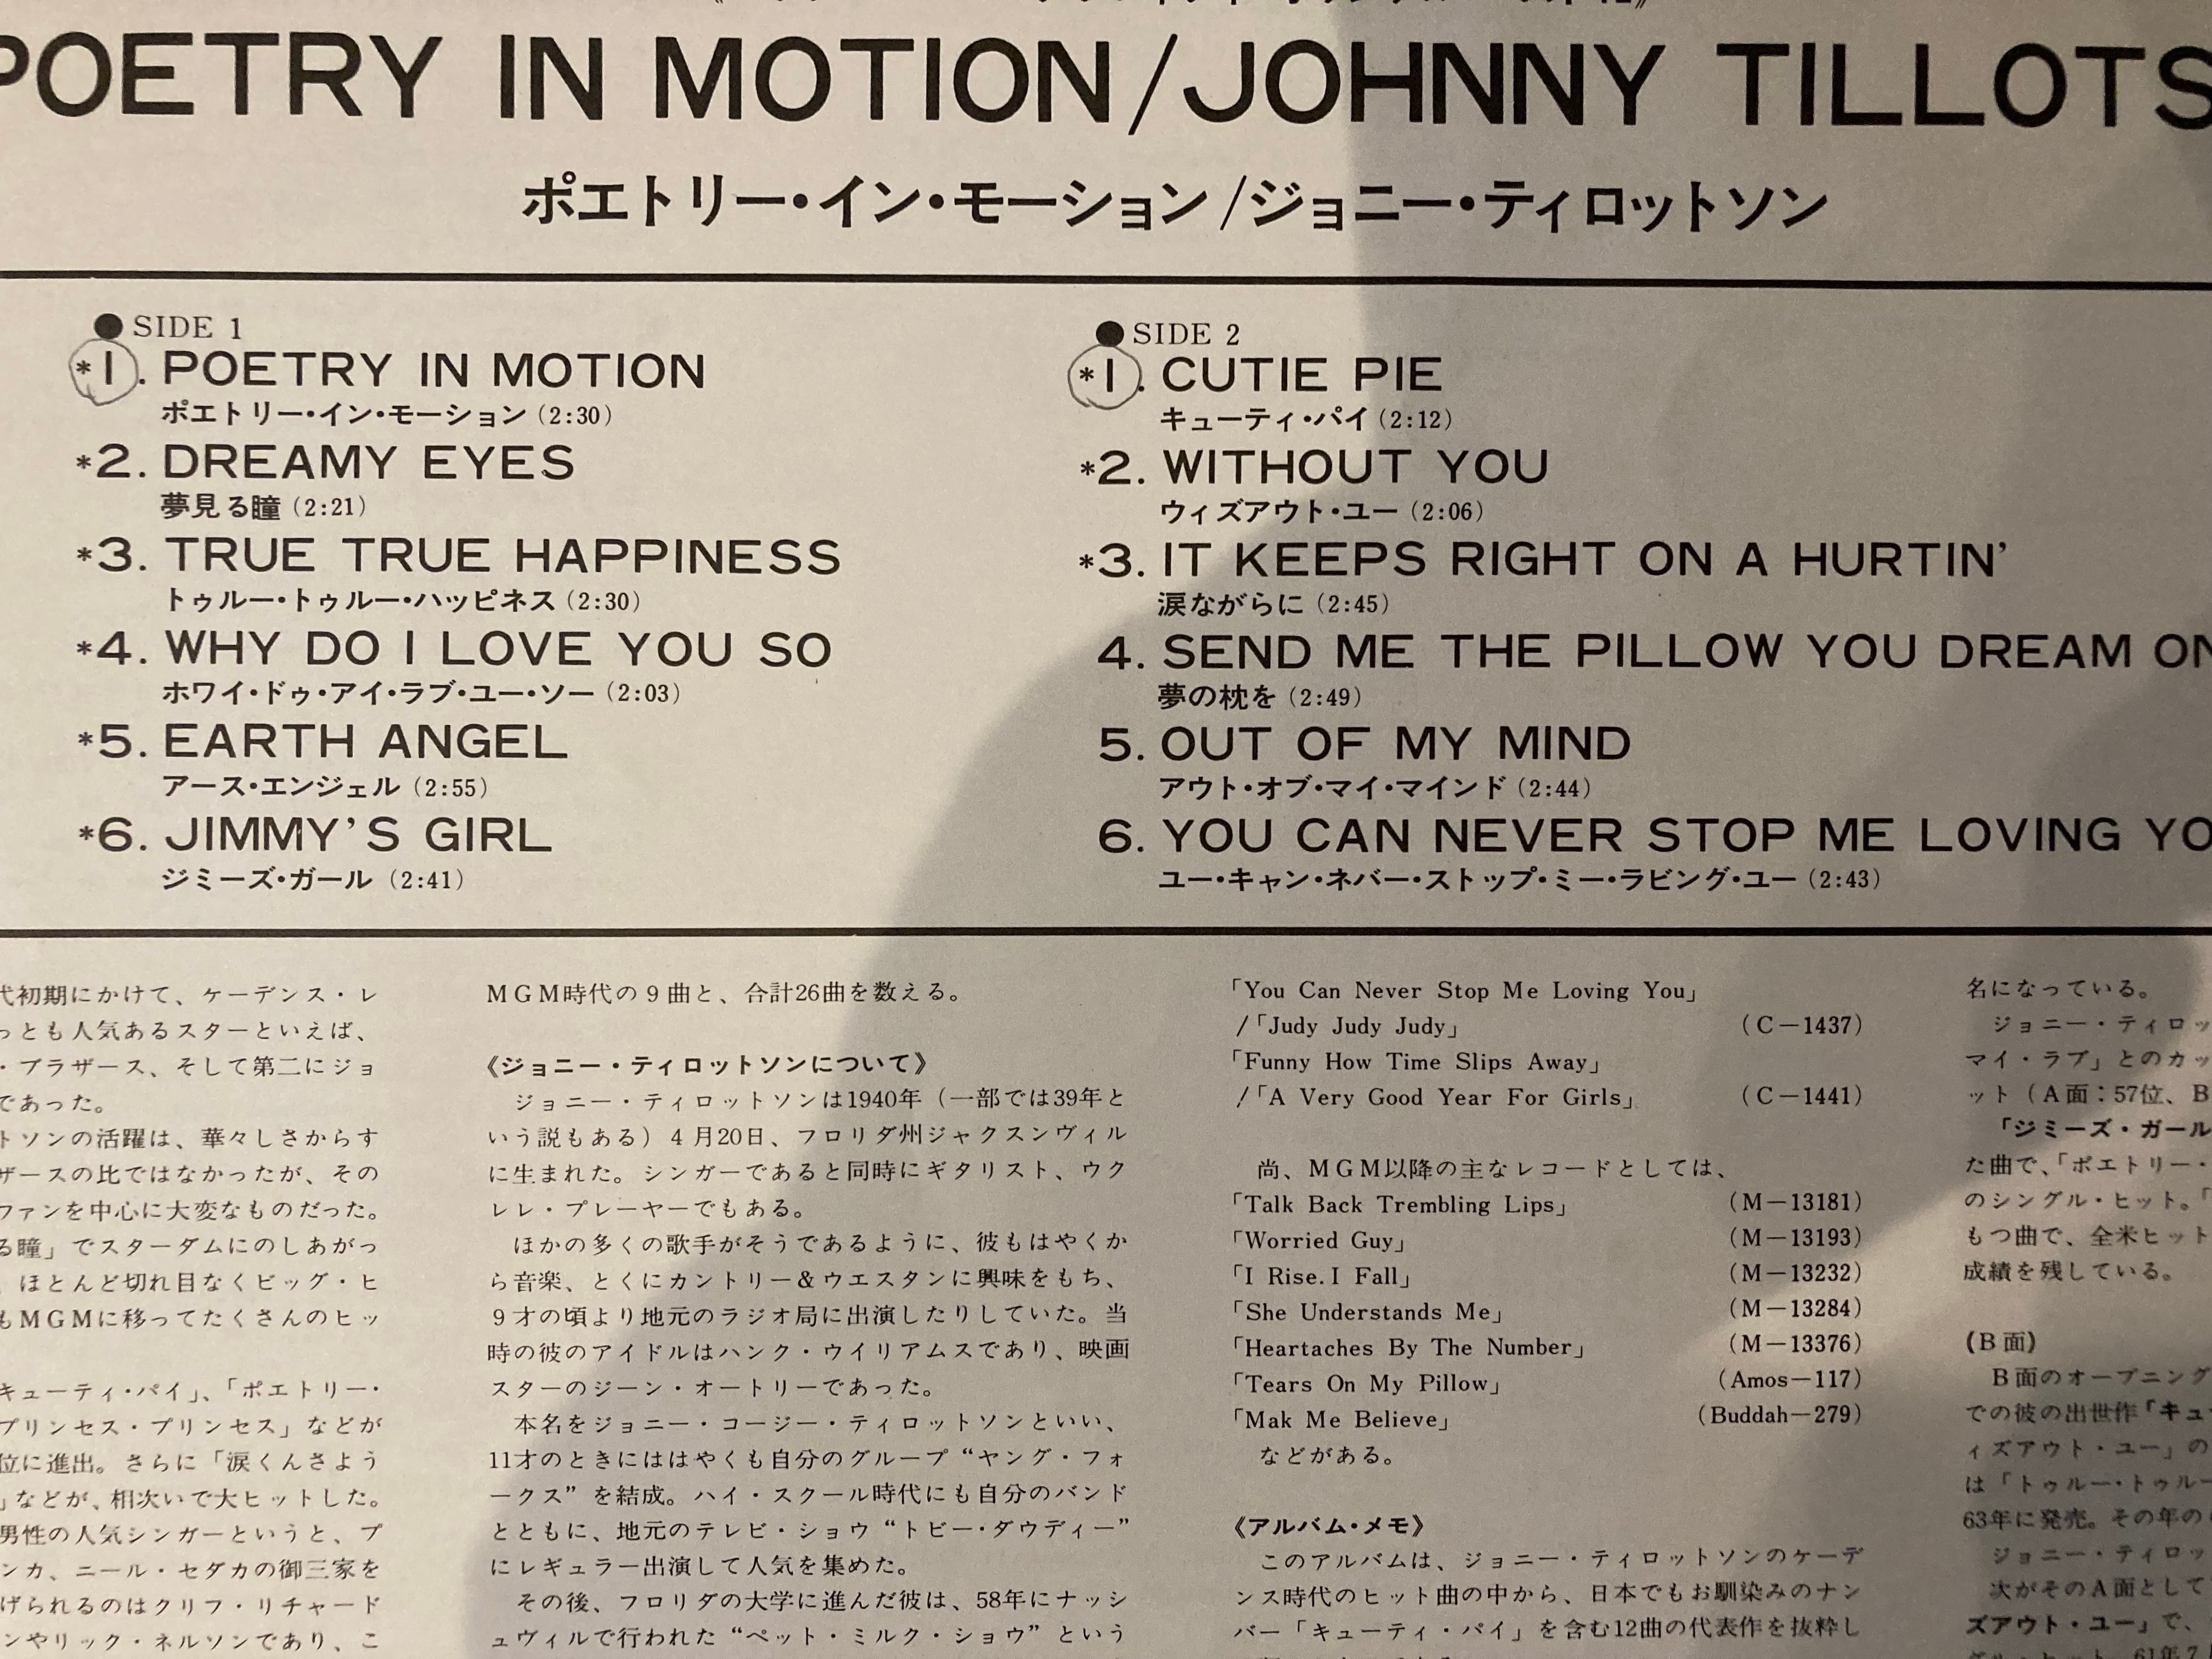 POETRY IN MOTION/JOHNNY TILLOTS
ポエトリー・イン・モーション/ジョニー・ティロットソン
●SIDE 1
*1. POETRY IN MOTION
ポエトリー・イン・モーション(2:30)
*2. DREAMY EYES
夢見る瞳(2:21)
*3. TRUE TRUE HAPPINESS
トゥルー・トゥルー・ハッピネス(2:30)
*4. WHY DO I LOVE YOU SO
ホワイ・ドゥ・アイ・ラブ・ユー・ソー(2:03)
*5. EARTH ANGEL
アース・エンジェル(2:55)
*6. JIMMY'S GIRL
ジミーズ・ガール(2:41)
●SIDE 2
*1. CUTIE PIE
キューティ・パイ(2:12)
*2. WITHOUT YOU
ウィズアウト・ユー(2:06)
*3. IT KEEPS RIGHT ON A HURTIN'
涙ながらに(2:45)
4. SEND ME THE PILLOW YOU DREAM ON
夢の枕を(2:49)
5. OUT OF MY MIND
アウト・オブ・マイ・マインド(2:44)
6. YOU CAN NEVER STOP ME LOVING YO
ユー・キャン・ネバー・ストップ・ミー・ラビング・ユー(2:43)
代初期にかけて、ケーデンス・レ
っとも人気あるスターといえば、
・ブラザース、そして第二にジョ
であった。
トソンの活躍は、華々しさからす
ザースの比ではなかったが、その
ファンを中心に大変なものだった。
る瞳」でスターダムにのしあがっ
、ほとんど切れ目なくビッグ・ヒ
もMGMに移ってたくさんのヒッ
キューティ・パイ」、「ポエトリー・
プリンセス・プリンセス」などが
位に進出。さらに「涙くんさよう
」などが、相次いで大ヒットした。
男性の人気シンガーというと、プ
ンカ、ニール・セダカの御三家を
げられるのはクリフ・リチャード
ンやリック・ネルソンであり、こ
MGM時代の9曲と、合計26曲を数える。
《ジョニー・ティロットソンについて》
ジョニー・ティロットソンは1940年(一部では39年と
いう説もある)4月20日、フロリダ州ジャクスンヴィル
に生まれた。シンガーであると同時にギタリスト、ウク
レレ・プレーヤーでもある。
ほかの多くの歌手がそうであるように、彼もはやくか
ら音楽、とくにカントリー&ウエスタンに興味をもち、
9才の頃より地元のラジオ局に出演したりしていた。当
時の彼のアイドルはハンク・ウイリアムスであり、映画
スターのジーン・オートリーであった。
本名をジョニー・コージー・ティロットソンといい、
11才のときにははやくも自分のグループ“ヤング・フォ
ークス”を結成。ハイ・スクール時代にも自分のバンド
とともに、地元のテレビ・ショウ“トビー・ダウディー”
にレギュラー出演して人気を集めた。
その後、フロリダの大学に進んだ彼は、58年にナッシ
ュヴィルで行われた“ペット・ミルク・ショウ”という
「You Can Never Stop Me Loving You」
/「Judy Judy Judy」 (C-1437)
「Funny How Time Slips Away」
/「A Very Good Year For Girls」 (C-1441)
尚、MGM以降の主なレコードとしては、
「Talk Back Trembling Lips」 (M-13181)
「Worried Guy」 (M-13193)
「I Rise. I Fall」 (M-13232)
「She Understands Me」 (M-13284)
「Heartaches By The Number」 (M-13376)
「Tears On My Pillow」 (Amos-117)
「Mak Me Believe」 (Buddah-279)
などがある。
《アルバム・メモ》
このアルバムは、ジョニー・ティロットソンのケーデ
ンス時代のヒット曲の中から、日本でもお馴染みのナン
バー「キューティ・パイ」を含む12曲の代表作を抜粋し
名になっている。
ジョニー・ティロッ
マイ・ラブ」とのカッ
ット(A面:57位、B
「ジミーズ・ガール
た曲で、「ポエトリー・
のシングル・ヒット。「
もつ曲で、全米ヒット
成績を残している。
(B面)
B面のオープニング
での彼の出世作「キュー
ィズアウト・ユー」の
は「トゥルー・トゥルー
63年に発売。その年の
ジョニー・ティロッ
次がそのA面として
ズアウト・ユー」で、